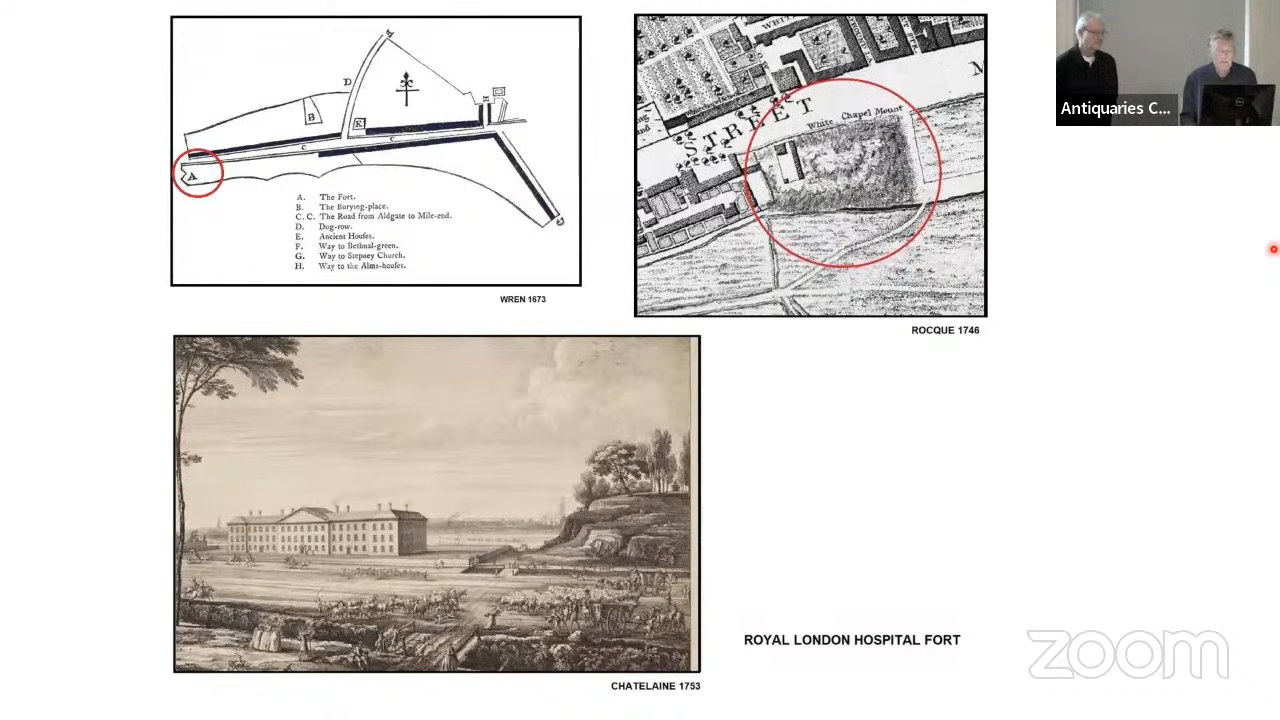 D
B
E
H
C
C
A
G
A. The Fort.
B. The Burying-place.
C. C. The Road from Aldgate to Mile-end.
D. Dog-row.
E. Ancient Houſes.
F. Way to Bethnal-green.
G. Way to Stepney Church.
H. Way to the Alms-houſes.
WREN 1673
STREET
White Chapel Mount
M
ROCQUE 1746
Antiquaries C...
CHATELAINE 1753
ROYAL LONDON HOSPITAL FORT
zoom